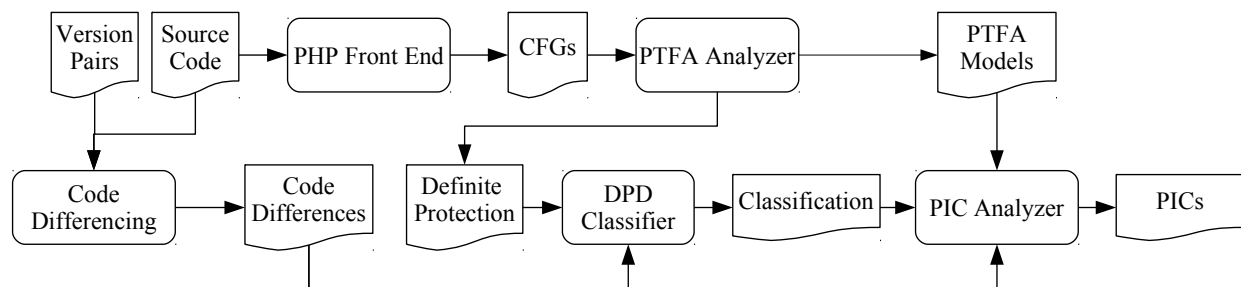 Version
Pairs
Source
Code
PHP Front End
CFGs
PTFA Analyzer
PTFA
Models
Code
Differencing
Code
Differences
Definite
Protection
DPD
Classifier
Classification
PIC Analyzer
PICs